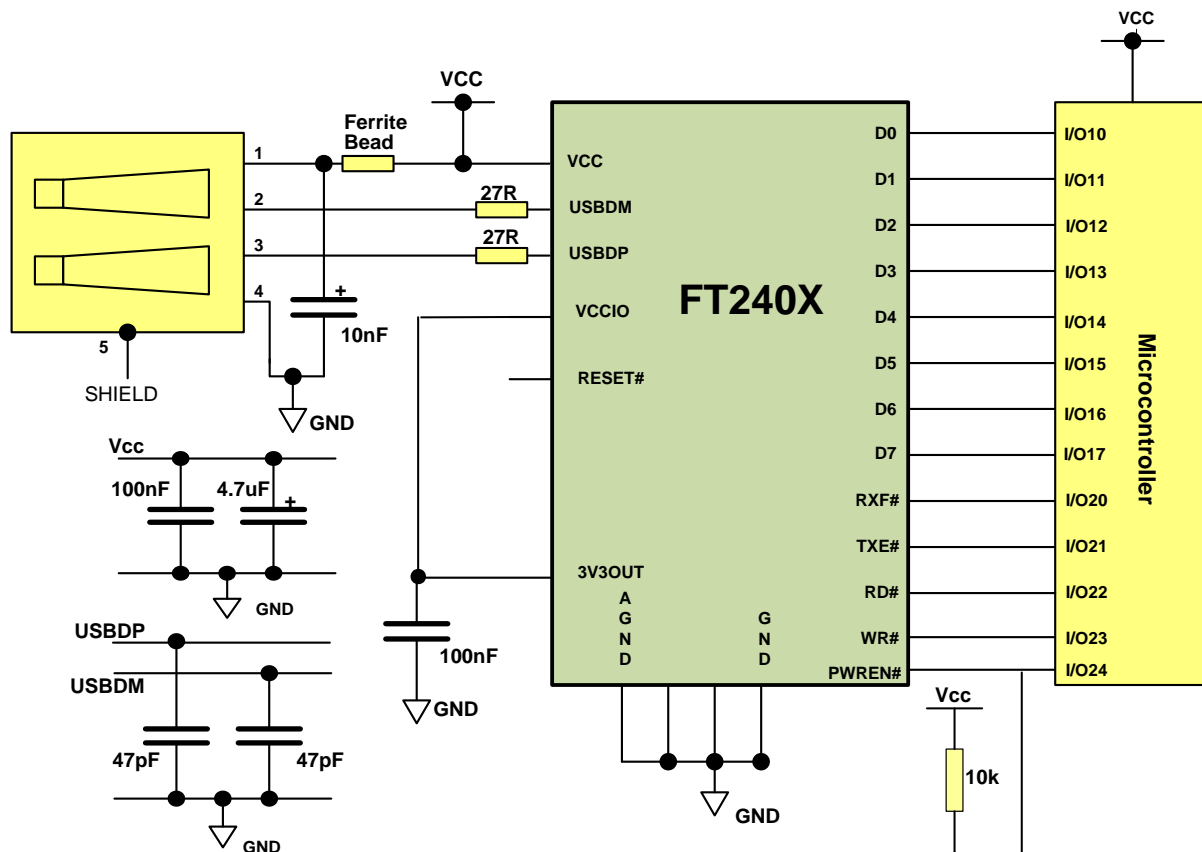 VCC
VCC
Ferrite
Bead
1
2
3
4
5
SHIELD
27R
27R
+
10nF
GND
VCC
USBDM
USBDP
VCCIO
RESET#
3V3OUT
FT240X
AGND
GND
D0
D1
D2
D3
D4
D5
D6
D7
RXF#
TXE#
RD#
WR#
PWREN#
I/O10
I/O11
I/O12
I/O13
I/O14
I/O15
I/O16
I/O17
I/O20
I/O21
I/O22
I/O23
I/O24
Microcontroller
Vcc
100nF
4.7uF
+
GND
USBDP
USBDM
47pF
47pF
GND
100nF
GND
GND
Vcc
10k